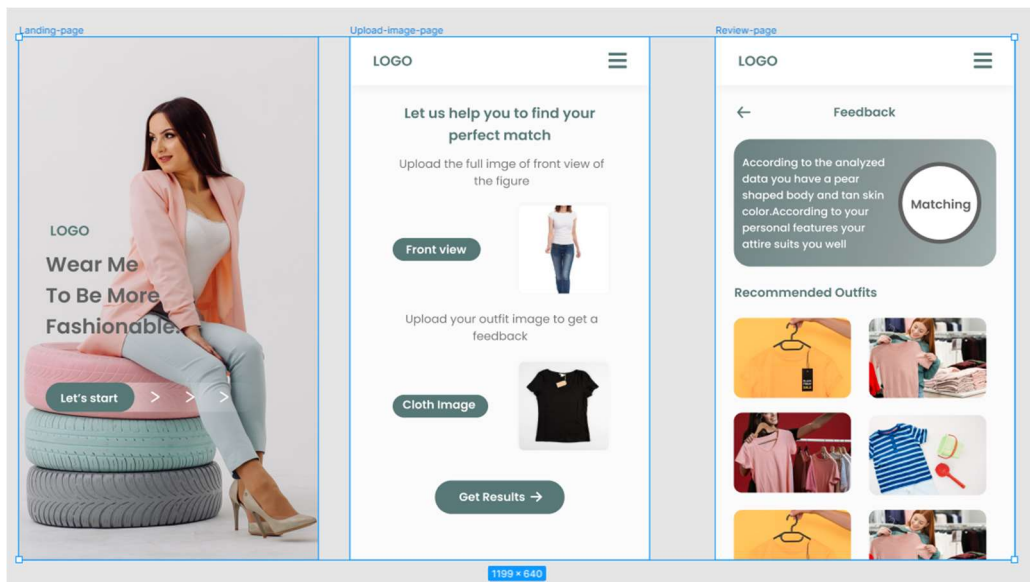 Landing-page
LOGO
Wear Me
To Be More
Fashionable.
Let's start
Upload-image-page
LOGO
Let us help you to find your
perfect match
Upload the full imge of front view of
the figure
Front view
Upload your outfit image to get a
feedback
Cloth Image
Get Results
Review-page
LOGO
Feedback
According to the analyzed
data you have a pear
shaped body and tan skin
color.According to your
personal features your
attire suits you well
Matching
Recommended Outfits
1199 × 640